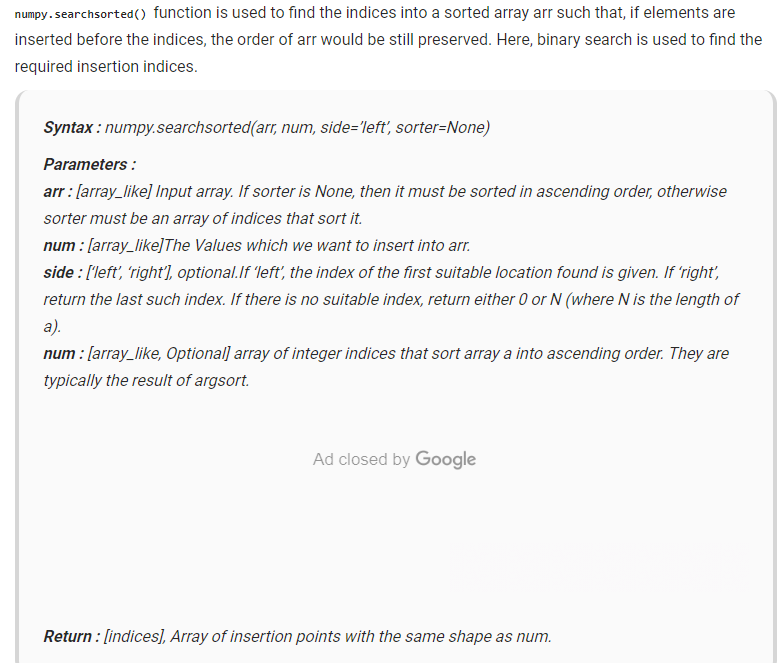 numpy.searchsorted() function is used to find the indices into a sorted array arr such that, if elements are
inserted before the indices, the order of arr would be still preserved. Here, binary search is used to find the
required insertion indices.
Syntax : numpy.searchsorted(arr, num, side=’left’, sorter=None)
Parameters :
arr : [array_like] Input array. If sorter is None, then it must be sorted in ascending order, otherwise
sorter must be an array of indices that sort it.
num : [array_like]The Values which we want to insert into arr.
side : [‘left’, ‘right’], optional.If ‘left’, the index of the first suitable location found is given. If ‘right’,
return the last such index. If there is no suitable index, return either 0 or N (where N is the length of
a).
num : [array_like, Optional] array of integer indices that sort array a into ascending order. They are
typically the result of argsort.
Ad closed by Google
Return : [indices], Array of insertion points with the same shape as num.